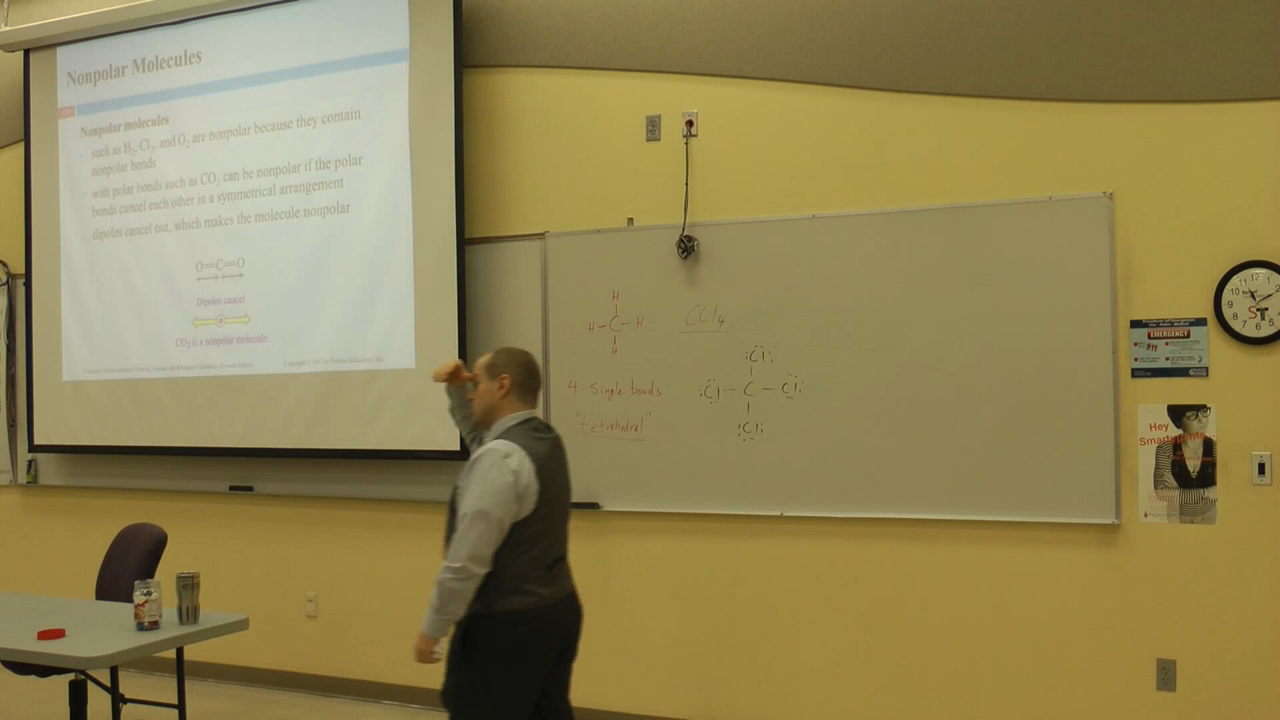 Nonpolar Molecules
Nonpolar molecules
such as H2, Cl2, and O2 are nonpolar because they contain
nonpolar bonds
with polar bonds such as CO2 can be nonpolar if the polar
bonds cancel each other in a symmetrical arrangement
dipoles cancel out, which makes the molecule nonpolar
O=C=O
Dipoles cancel
CO2 is a nonpolar molecule.
H
H-C-H
H
4 Single bonds
"tetrahedral"
CCl4
:Cl:
:Cl-C-Cl:
:Cl:
EMERGENCY
Hey